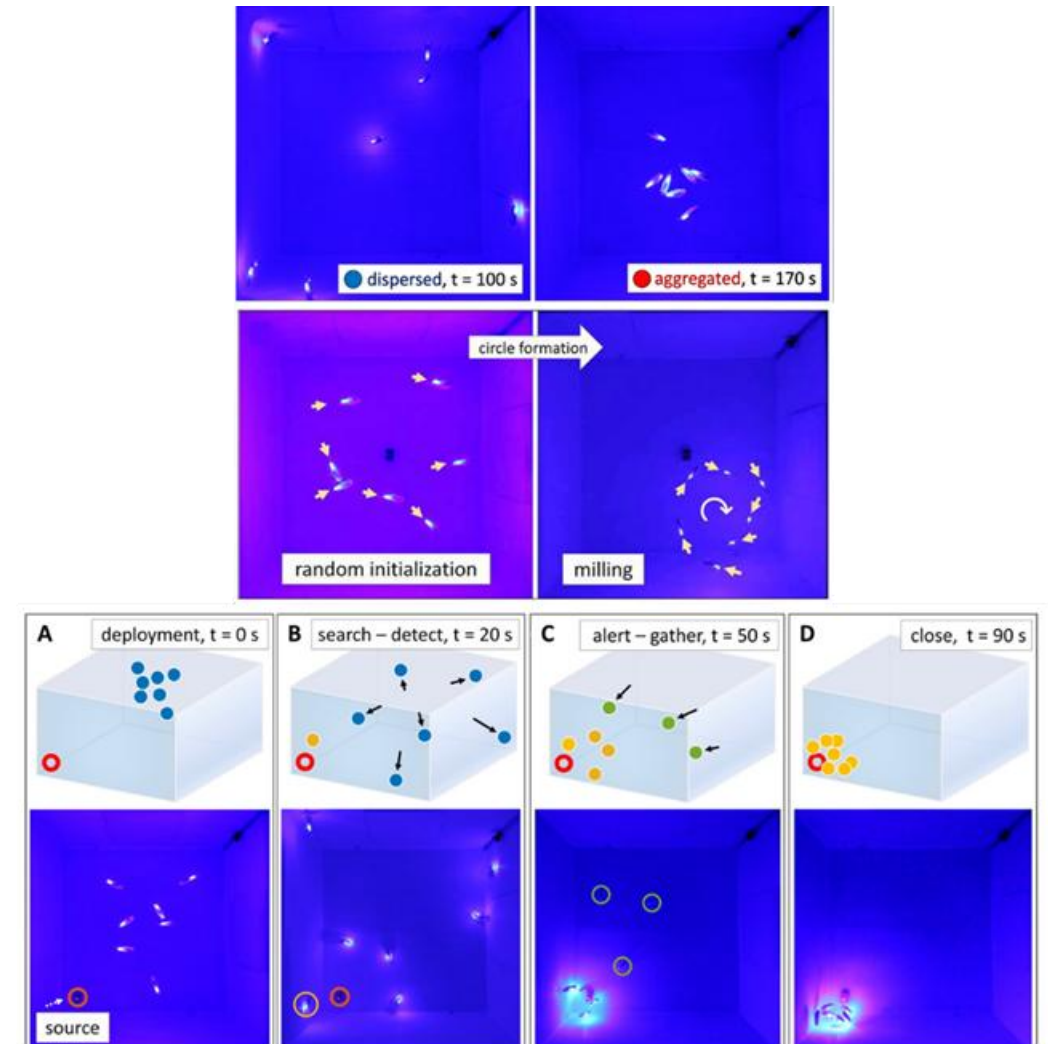 dispersed, t = 100 s
aggregated, t = 170 s
circle formation
random initialization
milling
A deployment, t = 0 s
B search – detect, t = 20 s
C alert – gather, t = 50 s
D close, t = 90 s
source